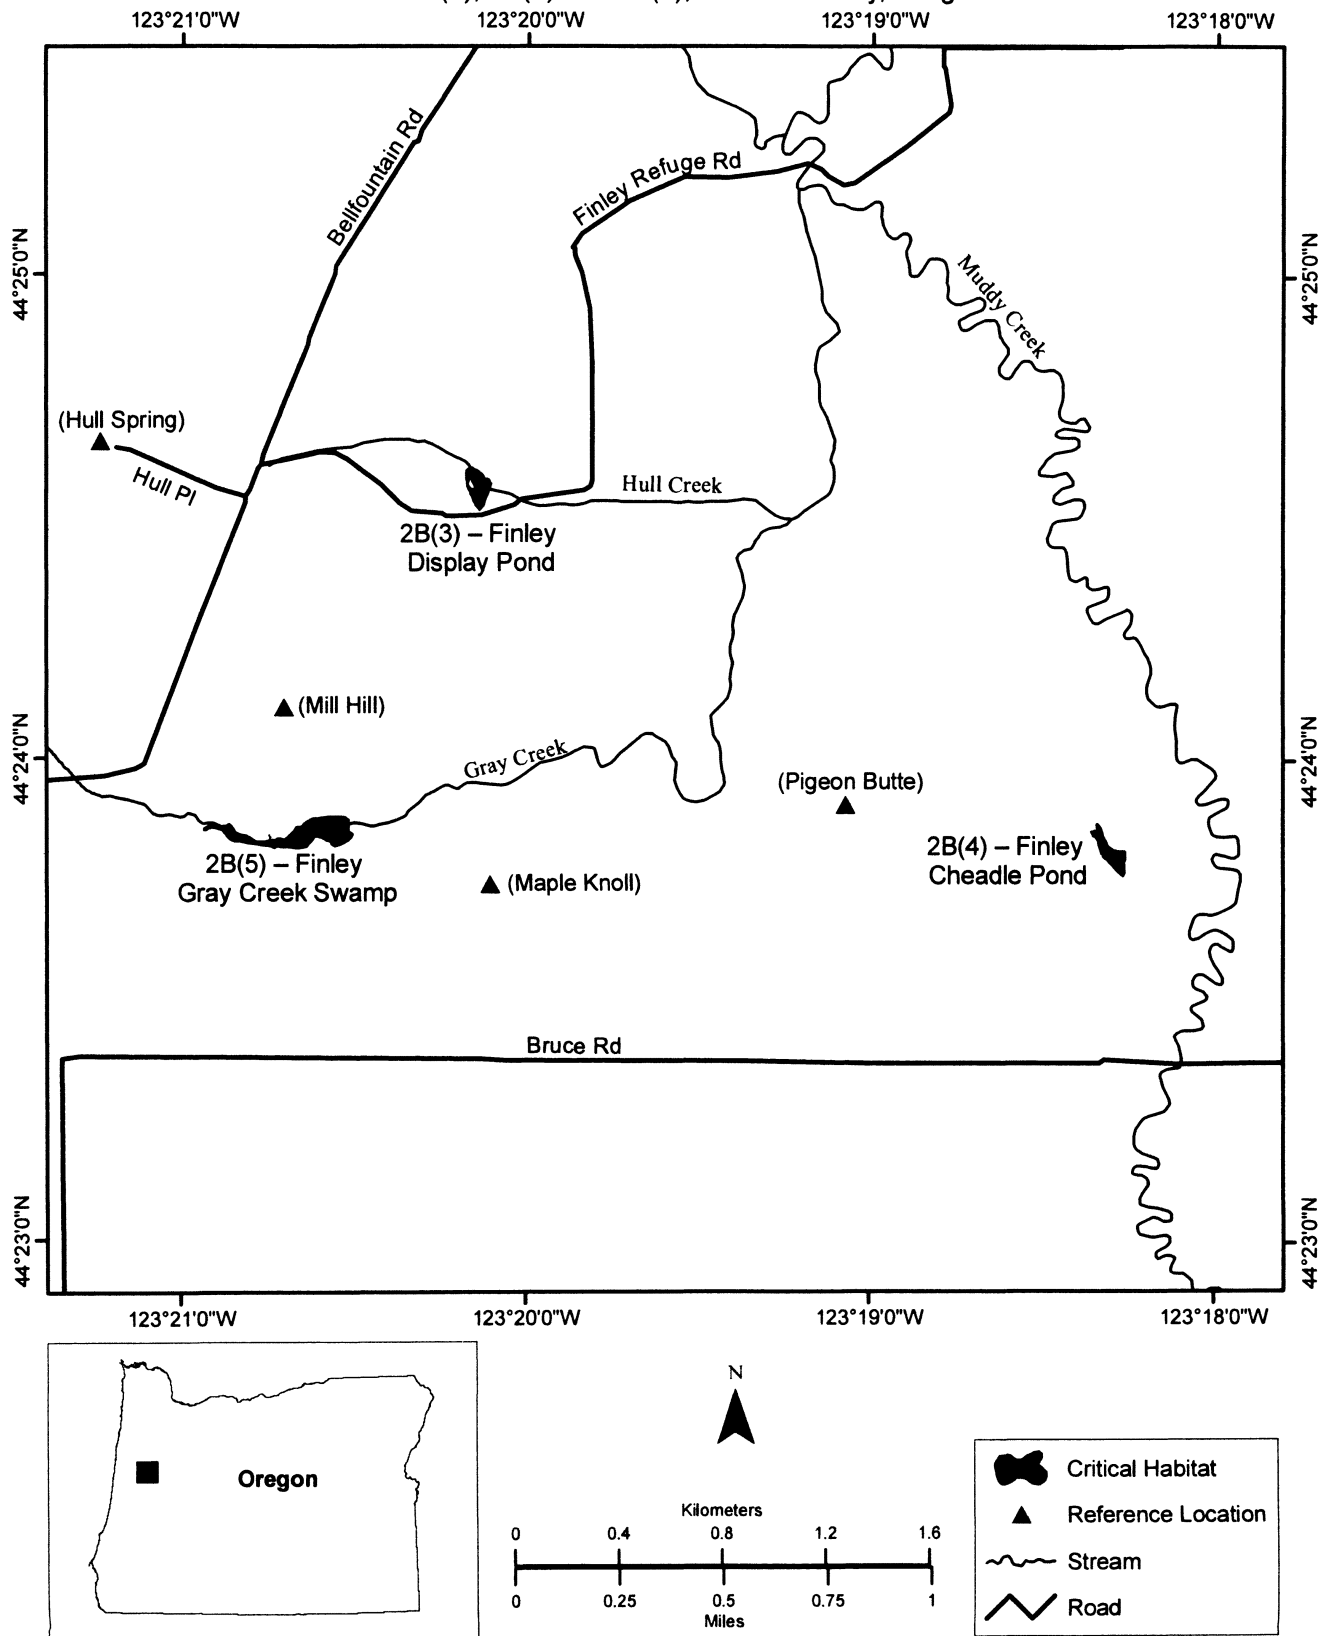 123°21'0"W 123°20'0"W 123°19'0"W 123°18'0"W
Bellfountain Rd
Finley Refuge Rd
44°25'0"N
44°25'0"N
Muddy Creek
(Hull Spring)
Hull Pl
Hull Creek
2B(3) – Finley
Display Pond
(Mill Hill)
44°24'0"N
44°24'0"N
Gray Creek
(Pigeon Butte)
2B(4) – Finley
Cheadle Pond
2B(5) – Finley
Gray Creek Swamp
(Maple Knoll)
Bruce Rd
44°23'0"N
44°23'0"N
123°21'0"W 123°20'0"W 123°19'0"W 123°18'0"W
Oregon
N
Kilometers
0 0.4 0.8 1.2 1.6
0 0.25 0.5 0.75 1
Miles
Critical Habitat
Reference Location
Stream
Road